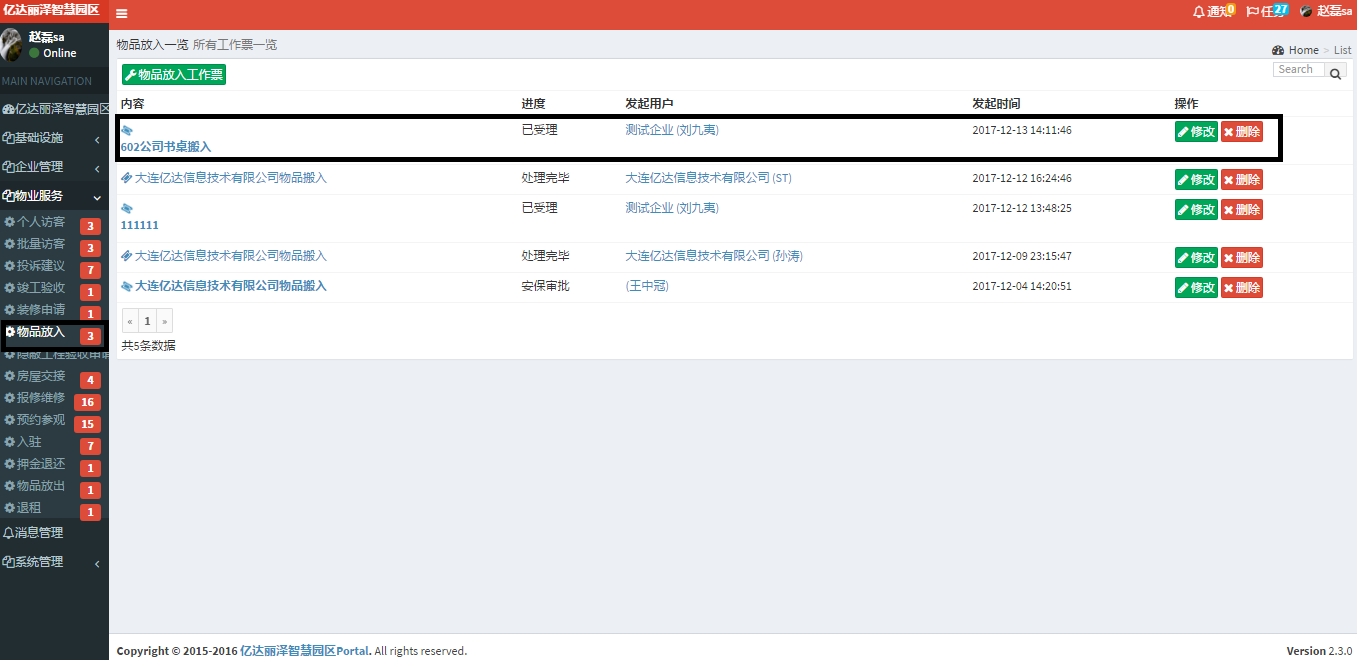 亿达丽泽智慧园区
通知 0 任务 27 赵磊sa
赵磊sa
Online
MAIN NAVIGATION
亿达丽泽智慧园区
基础设施
企业管理
物业服务
个人访客 3
批量访客 3
投诉建议 7
竣工验收 1
装修申请 1
物品放入 3
隐蔽工程验收申请
房屋交接 4
报修维修 16
预约参观 15
入驻 7
押金退还 1
物品放出 1
退租 1
消息管理
系统管理
物品放入一览 所有工作票一览
Home > List
物品放入工作票
Search
内容 进度 发起用户 发起时间 操作
已受理 测试企业 (刘九夷) 2017-12-13 14:11:46 修改 删除
602公司书桌搬入
大连亿达信息技术有限公司物品搬入 处理完毕 大连亿达信息技术有限公司 (ST) 2017-12-12 16:24:46 修改 删除
已受理 测试企业 (刘九夷) 2017-12-12 13:48:25 修改 删除
111111
大连亿达信息技术有限公司物品搬入 处理完毕 大连亿达信息技术有限公司 (孙涛) 2017-12-09 23:15:47 修改 删除
大连亿达信息技术有限公司物品搬入 安保审批 (王中冠) 2017-12-04 14:20:51 修改 删除
« 1 »
共5条数据
Copyright © 2015-2016 亿达丽泽智慧园区Portal. All rights reserved.
Version 2.3.0